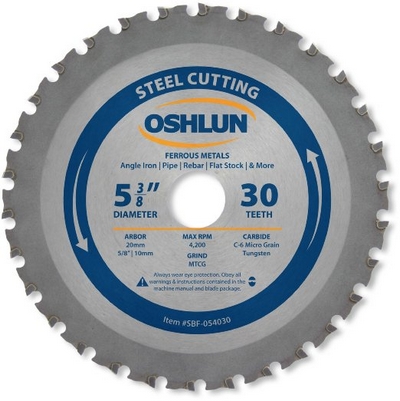 STEEL CUTTING
OSHLUN
FERROUS METALS
Angle Iron | Pipe | Rebar | Flat Stock | & More
5 3/8" 30
DIAMETER TEETH
ARBOR MAX RPM CARBIDE
20mm 4,200 C-6 Micro Grain
5/8" | 10mm GRIND Tungsten
MTCG
Always wear eye protection. Obey all
warnings & instructions contained in the
machine manual and blade package.
Item #SBF-054030